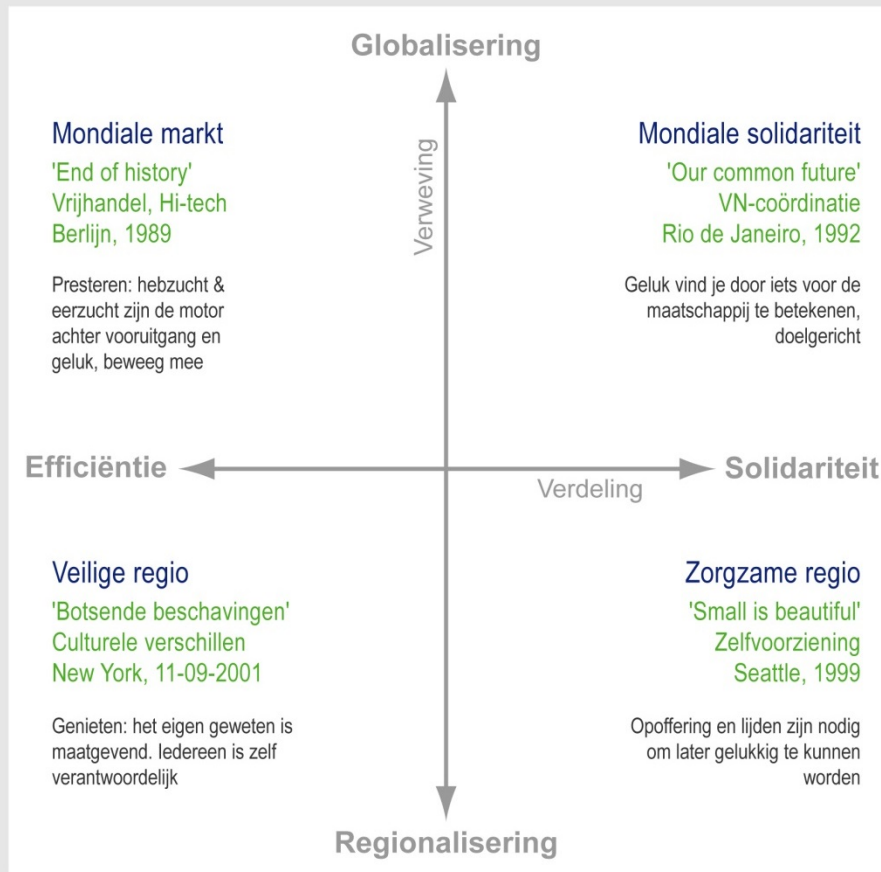 Globalisering
Verweving
Mondiale markt
'End of history'
Vrijhandel, Hi-tech
Berlijn, 1989
Presteren: hebzucht &
eerzucht zijn de motor
achter vooruitgang en
geluk, beweeg mee
Mondiale solidariteit
'Our common future'
VN-coördinatie
Rio de Janeiro, 1992
Geluk vind je door iets voor de
maatschappij te betekenen,
doelgericht
Efficiëntie
Solidariteit
Verdeling
Veilige regio
'Botsende beschavingen'
Culturele verschillen
New York, 11-09-2001
Genieten: het eigen geweten is
maatgevend. Iedereen is zelf
verantwoordelijk
Zorgzame regio
'Small is beautiful'
Zelfvoorziening
Seattle, 1999
Opoffering en lijden zijn nodig
om later gelukkig te kunnen
worden
Regionalisering